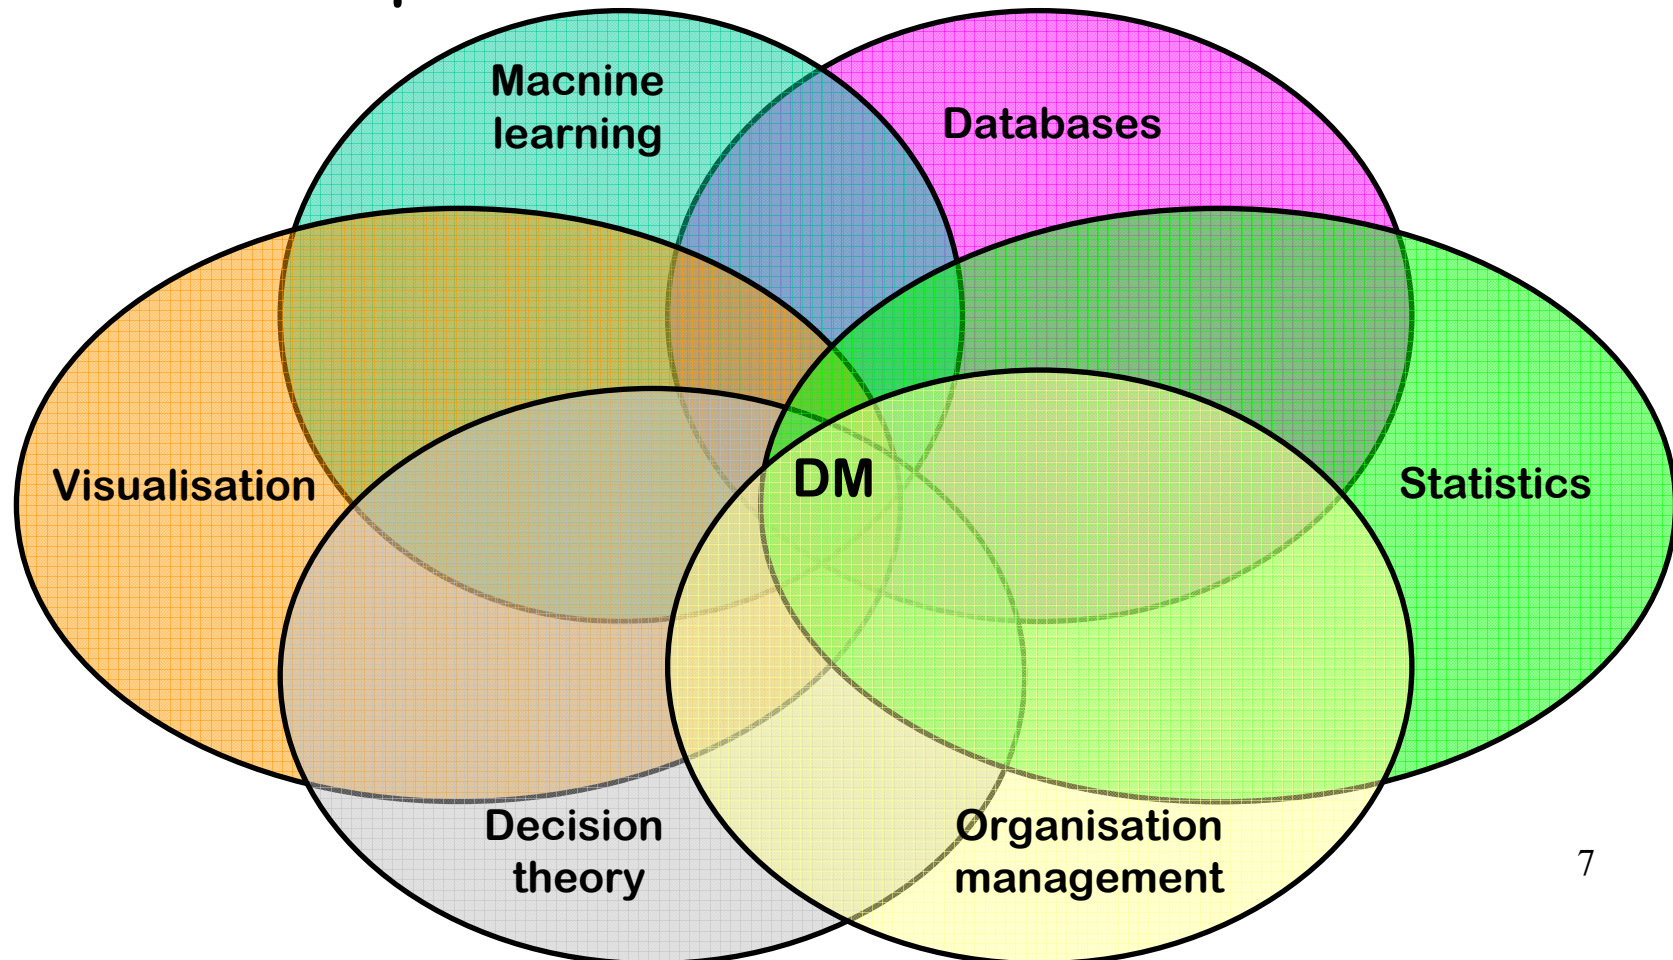 Macnine
learning
Databases
Visualisation
DM
Statistics
Decision
theory
Organisation
management
7